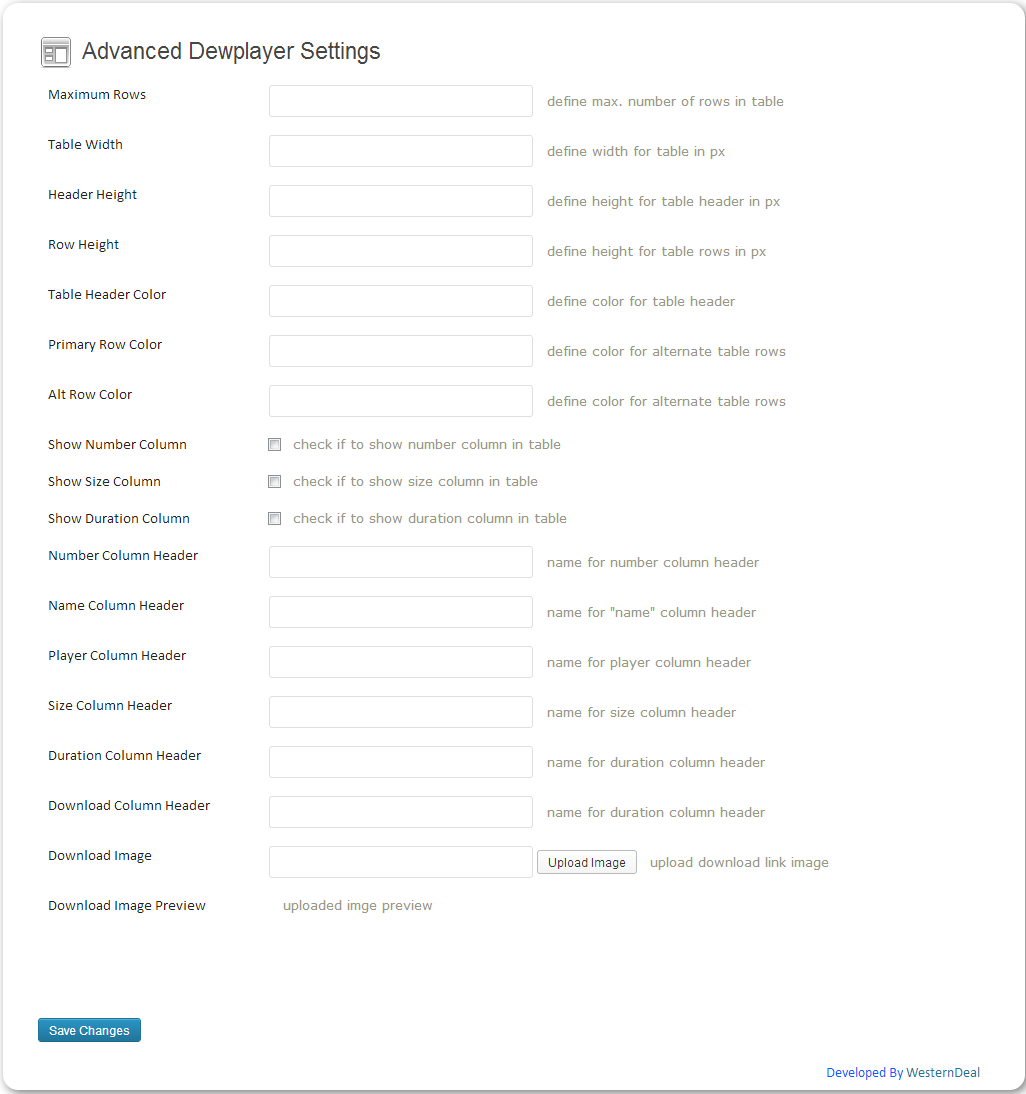 Advanced Dewplayer Settings
Maximum Rows define max. number of rows in table
Table Width define width for table in px
Header Height define height for table header in px
Row Height define height for table rows in px
Table Header Color define color for table header
Primary Row Color define color for alternate table rows
Alt Row Color define color for alternate table rows
Show Number Column check if to show number column in table
Show Size Column check if to show size column in table
Show Duration Column check if to show duration column in table
Number Column Header name for number column header
Name Column Header name for "name" column header
Player Column Header name for player column header
Size Column Header name for size column header
Duration Column Header name for duration column header
Download Column Header name for duration column header
Download Image Upload Image upload download link image
Download Image Preview uploaded imge preview
Save Changes
Developed By WesternDeal